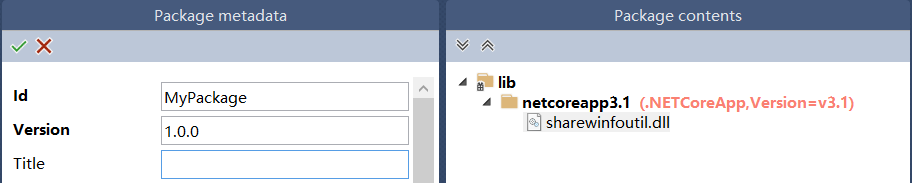 Package metadata
Id
MyPackage
Version
1.0.0
Title
Package contents
lib
netcoreapp3.1 (.NETCoreApp,Version=v3.1)
sharewinfoutil.dll